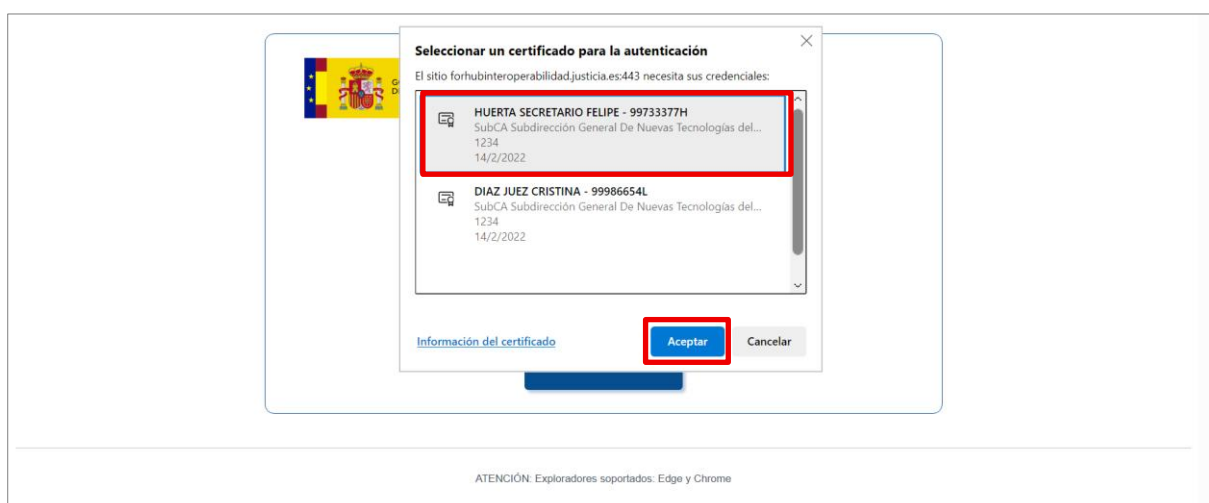 Seleccionar un certificado para la autenticación
El sitio forhubinteroperabilidad.justicia.es:443 necesita sus credenciales:
HUERTA SECRETARIO FELIPE - 99733377H
SubCA Subdirección General De Nuevas Tecnologías del...
1234
14/2/2022
DIAZ JUEZ CRISTINA - 99986654L
SubCA Subdirección General De Nuevas Tecnologías del...
1234
14/2/2022
Información del certificado
Aceptar
Cancelar
ATENCIÓN: Exploradores soportados: Edge y Chrome